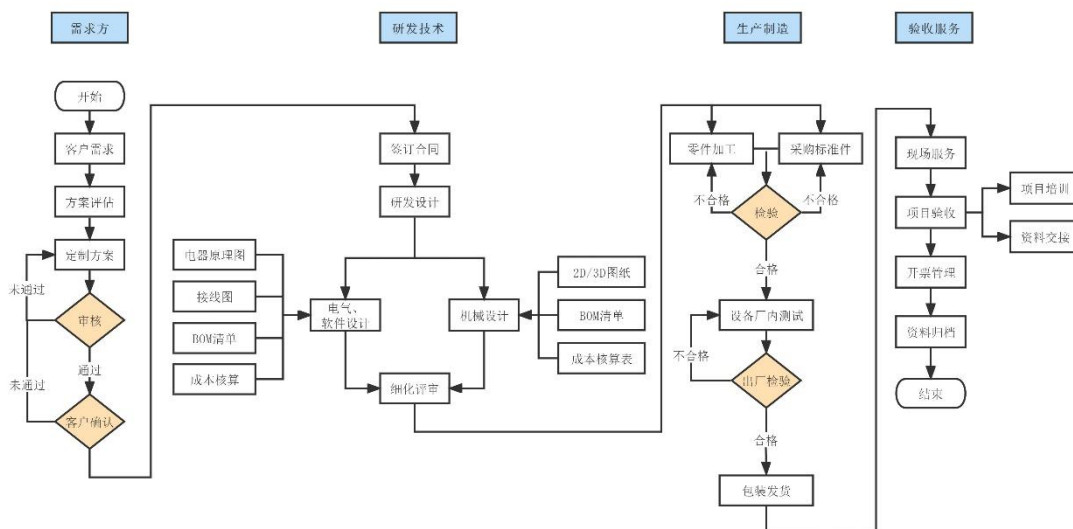 需求方
研发技术
生产制造
验收服务
开始
客户需求
方案评估
定制方案
未通过
审核
通过
未通过
客户确认
签订合同
研发设计
电器原理图
接线图
BOM清单
成本核算
电气、
软件设计
机械设计
2D/3D图纸
BOM清单
成本核算表
细化评审
零件加工
采购标准件
不合格
检验
不合格
合格
设备厂内测试
不合格
出厂检验
合格
包装发货
现场服务
项目验收
项目培训
资料交接
开票管理
资料归档
结束